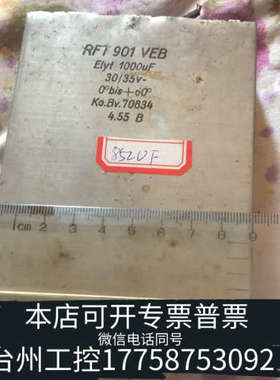 RFT 901 VEB
Elyt 1000uF
30/35v-
0°bis+60°
Ko.Bv.70834
4.55 B
852UF
1cm 2 3 4 5 6 7 8 9
本店可开专票普票
微信电话同号
台州工控17758753092